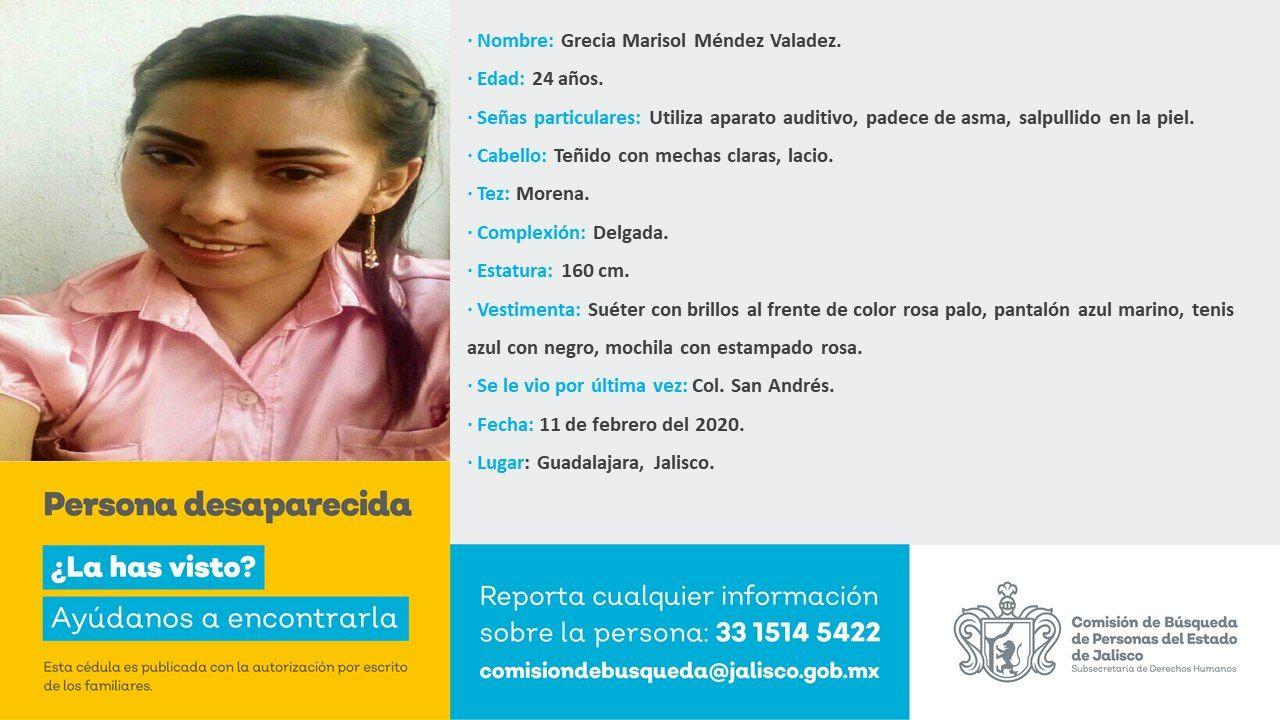 · Nombre: Grecia Marisol Méndez Valadez.
· Edad: 24 años.
· Señas particulares: Utiliza aparato auditivo, padece de asma, salpullido en la piel.
· Cabello: Teñido con mechas claras, lacio.
· Tez: Morena.
· Complexión: Delgada.
· Estatura: 160 cm.
· Vestimenta: Suéter con brillos al frente de color rosa palo, pantalón azul marino, tenis
azul con negro, mochila con estampado rosa.
· Se le vio por última vez: Col. San Andrés.
· Fecha: 11 de febrero del 2020.
· Lugar: Guadalajara, Jalisco.
Persona desaparecida
¿La has visto?
Ayúdanos a encontrarla
Esta cédula es publicada con la autorización por escrito
de los familiares.
Reporta cualquier información
sobre la persona: 33 1514 5422
comisiondebusqueda@jalisco.gob.mx
Comisión de Búsqueda
de Personas del Estado
de Jalisco
Subsecretaría de Derechos Humanos